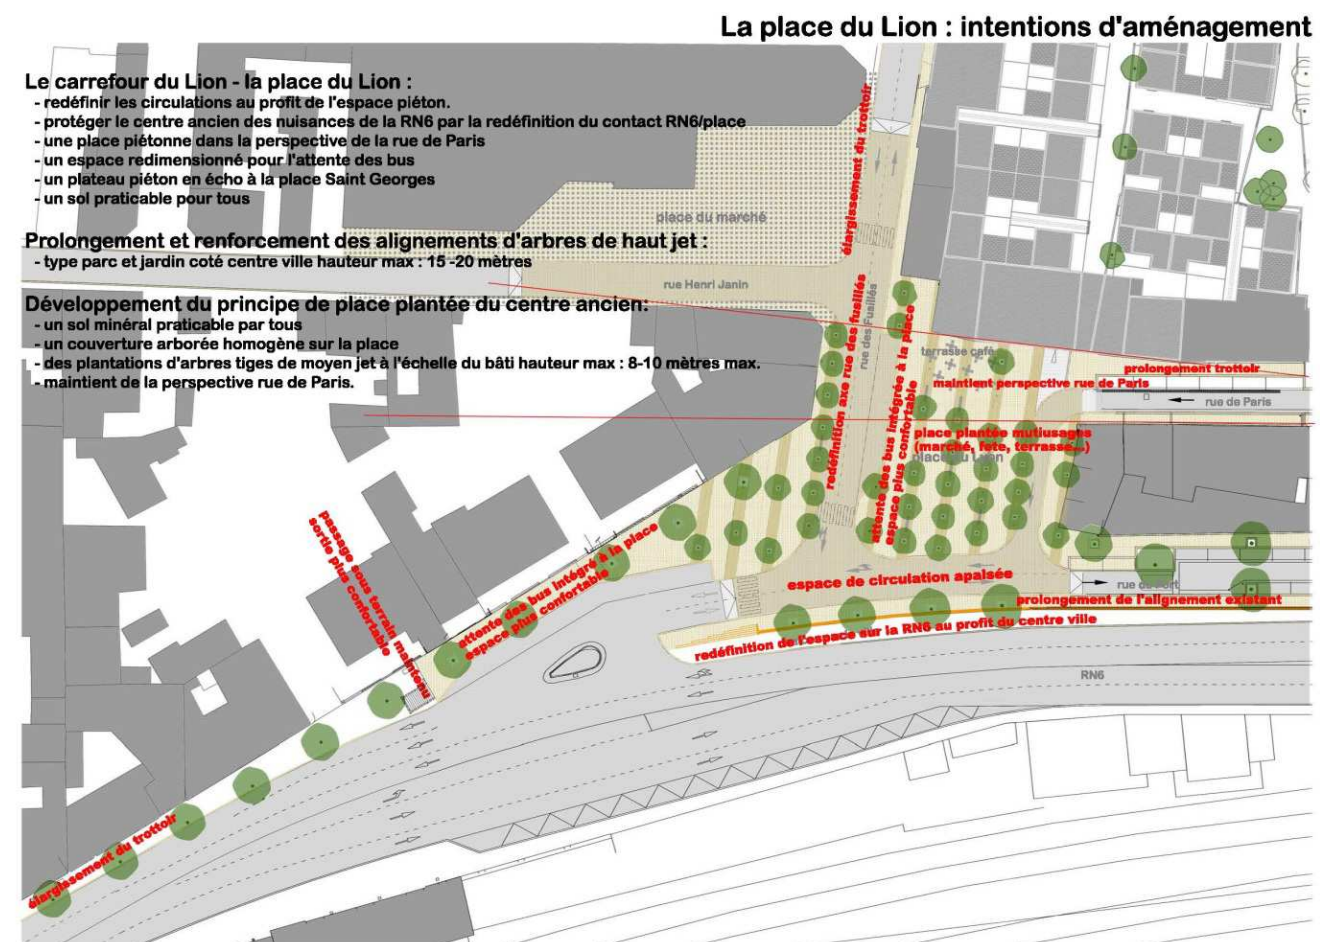 La place du Lion : intentions d'aménagement
Le carrefour du Lion - la place du Lion :
- redéfinir les circulations au profit de l'espace piéton.
- protéger le centre ancien des nuisances de la RN6 par la redéfinition du contact RN6/place
- une place piétonne dans la perspective de la rue de Paris
- un espace redimensionné pour l'attente des bus
- un plateau piéton en écho à la place Saint Georges
- un sol praticable pour tous
Prolongement et renforcement des alignements d'arbres de haut jet :
- type parc et jardin coté centre ville hauteur max : 15 -20 mètres
Développement du principe de place plantée du centre ancien:
- un sol minéral praticable par tous
- un couverture arborée homogène sur la place
- des plantations d'arbres tiges de moyen jet à l'échelle du bâti hauteur max : 8-10 mètres max.
- maintient de la perspective rue de Paris.
élargissement du trottoir
place du marché
rue Henri Janin
rue des Fusillés
redéfinition axe rue des fusillés
attente des bus intégrée à la place
espace plus confortable
terrasse café
maintient perspective rue de Paris
prolongement trottoir
rue de Paris
place plantée mutiusages
(marché, fete, terrasse...)
place du Lion
passage sous terrain maintenu
sortie plus confortable
attente des bus intégré à la place
espace plus confortable
espace de circulation apaisée
rue du Port
prolongement de l'alignement existant
redéfinition de l'espace sur la RN6 au profit du centre ville
RN6
élargissement du trottoir